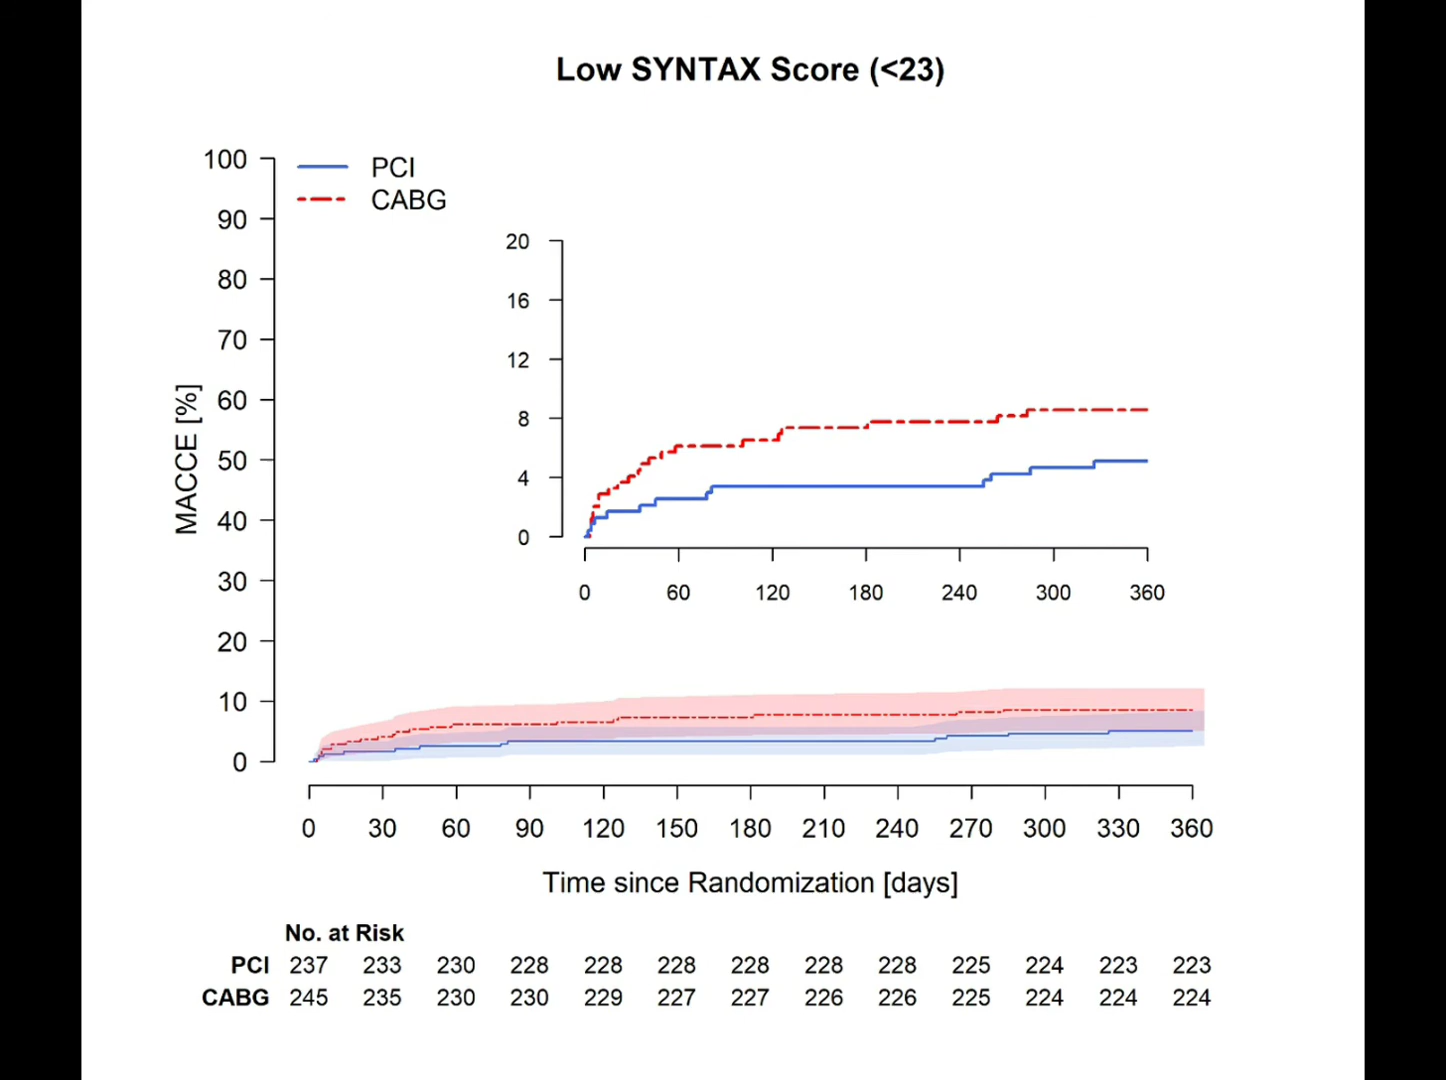 Low SYNTAX Score (<23)
PCI
CABG
100
90
80
70
60
50
40
30
20
10
0
MACCE [%]
20
16
12
8
4
0
0 60 120 180 240 300 360
0 30 60 90 120 150 180 210 240 270 300 330 360
Time since Randomization [days]
No. at Risk
PCI 237 233 230 228 228 228 228 228 228 225 224 223 223
CABG 245 235 230 230 229 227 227 226 226 225 224 224 224